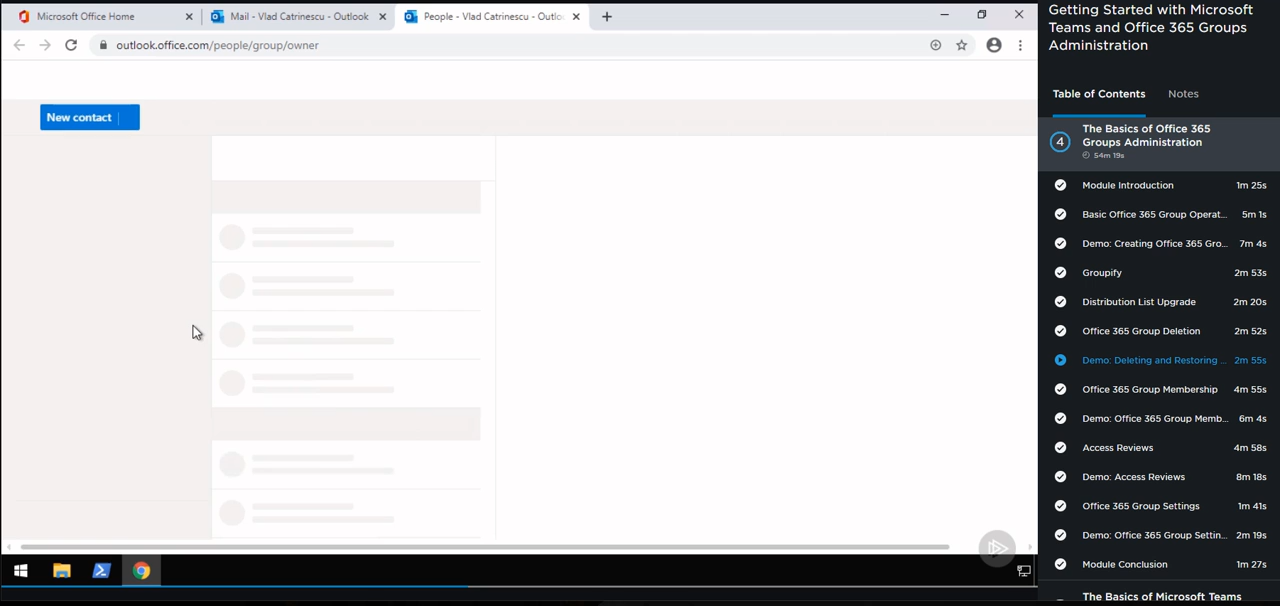 Microsoft Office Home
Mail - Vlad Catrinescu - Outlook
People - Vlad Catrinescu - Outlo
outlook.office.com/people/group/owner
New contact
Getting Started with Microsoft
Teams and Office 365 Groups
Administration
Table of Contents
Notes
4
The Basics of Office 365
Groups Administration
54m 19s
Module Introduction 1m 25s
Basic Office 365 Group Operat... 5m 1s
Demo: Creating Office 365 Gro... 7m 4s
Groupify 2m 53s
Distribution List Upgrade 2m 20s
Office 365 Group Deletion 2m 52s
Demo: Deleting and Restoring ... 2m 55s
Office 365 Group Membership 4m 55s
Demo: Office 365 Group Memb... 6m 4s
Access Reviews 4m 58s
Demo: Access Reviews 8m 18s
Office 365 Group Settings 1m 41s
Demo: Office 365 Group Settin... 2m 19s
Module Conclusion 1m 27s
The Basics of Microsoft Teams